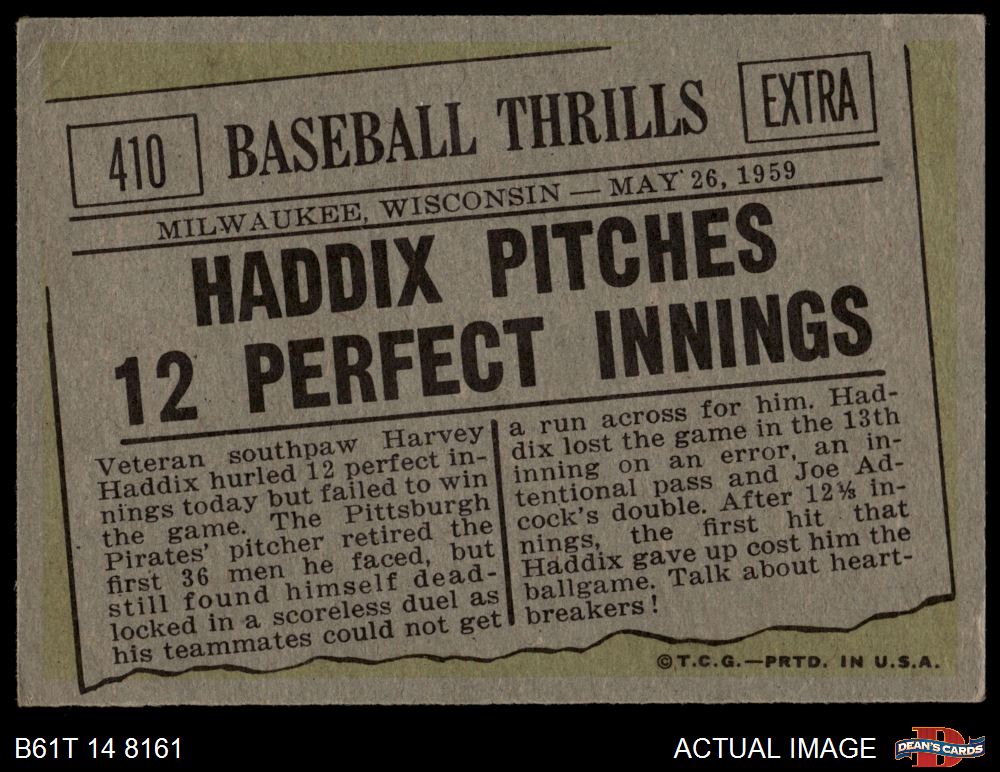 410
BASEBALL THRILLS
EXTRA
MILWAUKEE, WISCONSIN — MAY 26, 1959
HADDIX PITCHES
12 PERFECT INNINGS
Veteran southpaw Harvey
Haddix hurled 12 perfect in-
nings today but failed to win
the game. The Pittsburgh
Pirates' pitcher retired the
first 36 men he faced, but
still found himself dead-
locked in a scoreless duel as
his teammates could not get
a run across for him. Had-
dix lost the game in the 13th
inning on an error, an in-
tentional pass and Joe Ad-
cock's double. After 12⅓ in-
nings, the first hit that
Haddix gave up cost him the
ballgame. Talk about heart-
breakers!
©T.C.G.—PRTD. IN U.S.A.
B61T 14 8161
ACTUAL IMAGE
D
DEAN'S CARDS